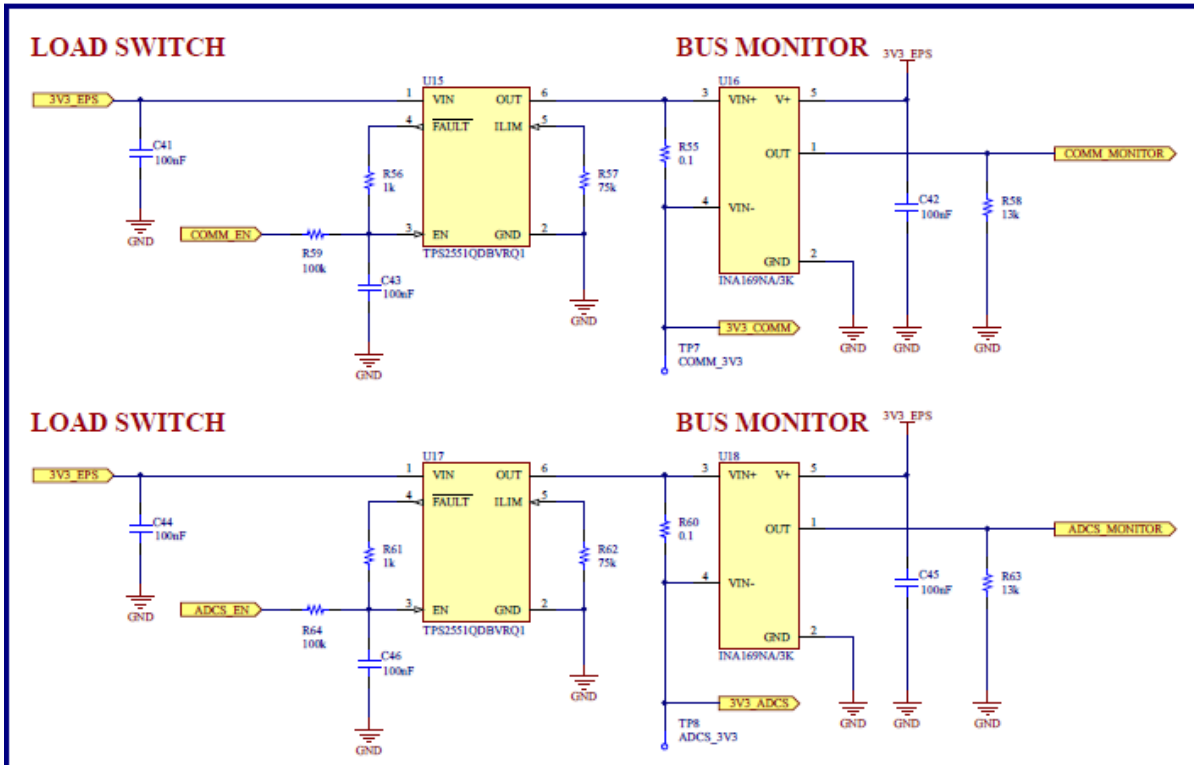 LOAD SWITCH
BUS MONITOR
3V3_EPS
U15
U16
3V3_EPS
1 VIN OUT 6
3 VIN+ V+ 5
4 FAULT ILIM 5
C41
100nF
R56
1k
R57
75k
R55
0.1
OUT 1
COMM_MONITOR
4 VIN-
C42
100nF
R58
13k
GND
COMM_EN
R59
100k
3 EN GND 2
TPS2551QDBVRQ1
GND 2
INA169NA/3K
C43
100nF
GND
3V3_COMM
GND
GND
GND
TP7
COMM_3V3
GND
LOAD SWITCH
BUS MONITOR
3V3_EPS
3V3_EPS
U17
U18
1 VIN OUT 6
3 VIN+ V+ 5
4 FAULT ILIM 5
C44
100nF
R61
1k
R62
75k
R60
0.1
OUT 1
ADCS_MONITOR
4 VIN-
C45
100nF
R63
13k
GND
ADCS_EN
R64
100k
3 EN GND 2
TPS2551QDBVRQ1
GND 2
INA169NA/3K
C46
100nF
GND
3V3_ADCS
GND
GND
GND
TP8
ADCS_3V3
GND